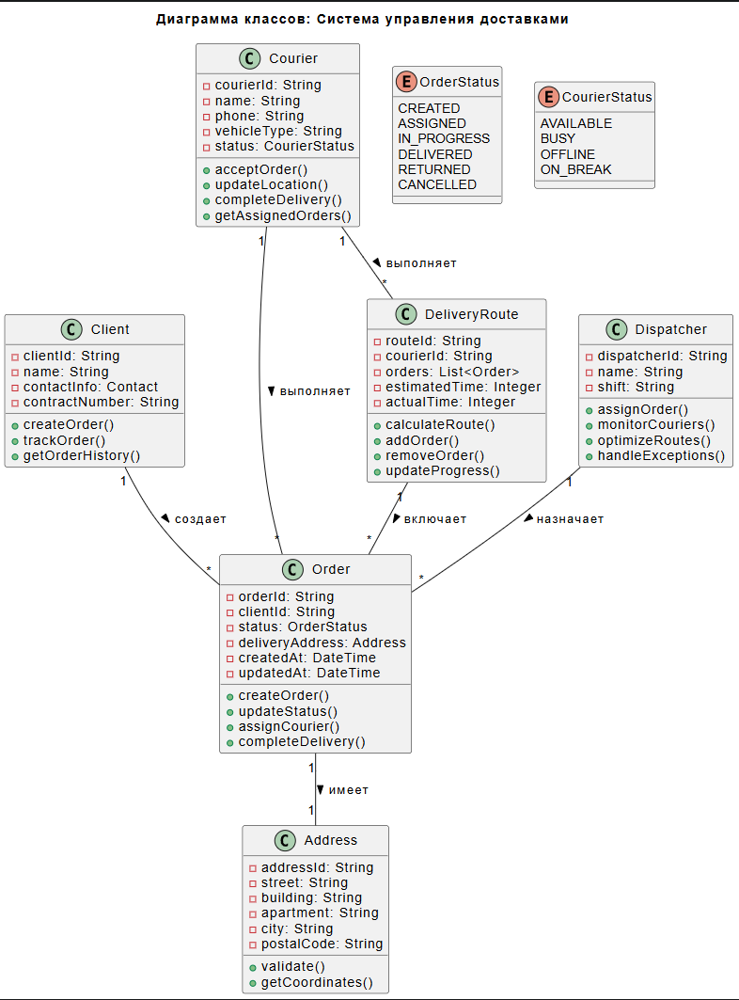 Диаграмма классов: Система управления доставками
C Courier
courierId: String
name: String
phone: String
vehicleType: String
status: CourierStatus
acceptOrder()
updateLocation()
completeDelivery()
getAssignedOrders()
E OrderStatus
CREATED
ASSIGNED
IN_PROGRESS
DELIVERED
RETURNED
CANCELLED
E CourierStatus
AVAILABLE
BUSY
OFFLINE
ON_BREAK
1
1
выполняет
*
C Client
clientId: String
name: String
contactInfo: Contact
contractNumber: String
createOrder()
trackOrder()
getOrderHistory()
выполняет
C DeliveryRoute
routeId: String
courierId: String
orders: List<Order>
estimatedTime: Integer
actualTime: Integer
calculateRoute()
addOrder()
removeOrder()
updateProgress()
C Dispatcher
dispatcherId: String
name: String
shift: String
assignOrder()
monitorCouriers()
optimizeRoutes()
handleExceptions()
1
1
1
создает
включает
назначает
*
*
*
*
C Order
orderId: String
clientId: String
status: OrderStatus
deliveryAddress: Address
createdAt: DateTime
updatedAt: DateTime
createOrder()
updateStatus()
assignCourier()
completeDelivery()
1
имеет
1
C Address
addressId: String
street: String
building: String
apartment: String
city: String
postalCode: String
validate()
getCoordinates()